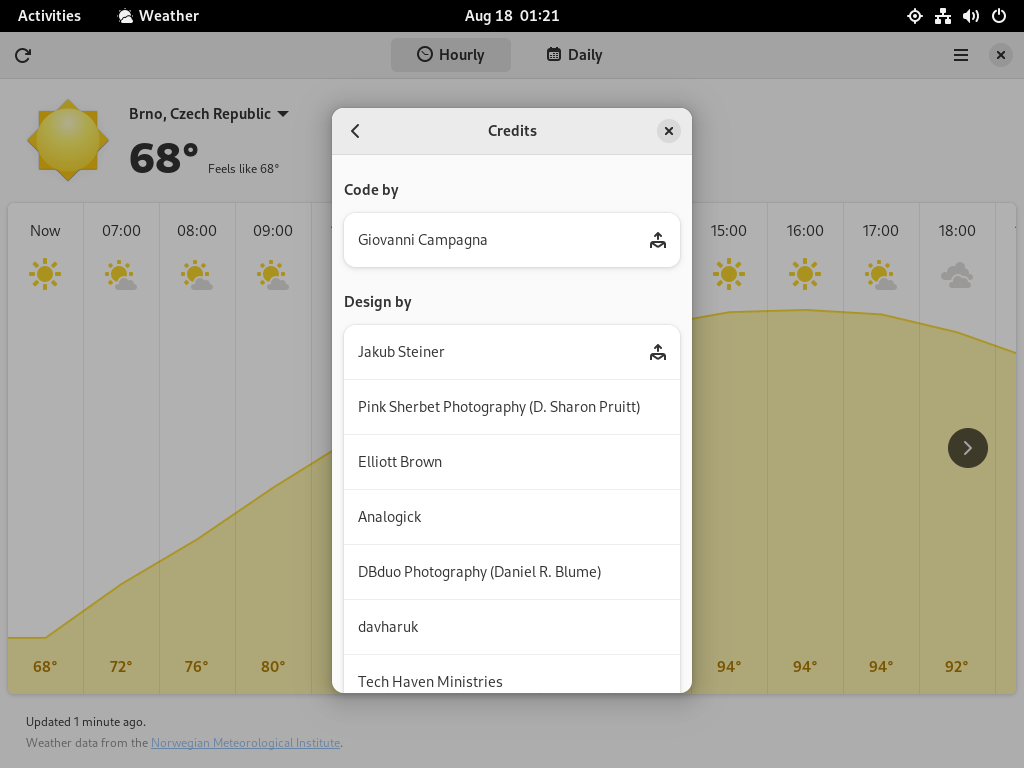 Activities Weather Aug 18 01:21
Hourly Daily
Brno, Czech Republic
68°
Feels like 68°
Credits
Code by
Giovanni Campagna
Design by
Jakub Steiner
Pink Sherbet Photography (D. Sharon Pruitt)
Elliott Brown
Analogick
DBduo Photography (Daniel R. Blume)
davharuk
Tech Haven Ministries
Now 07:00 08:00 09:00 15:00 16:00 17:00 18:00
68° 72° 76° 80° 94° 94° 94° 92°
Updated 1 minute ago.
Weather data from the Norwegian Meteorological Institute.